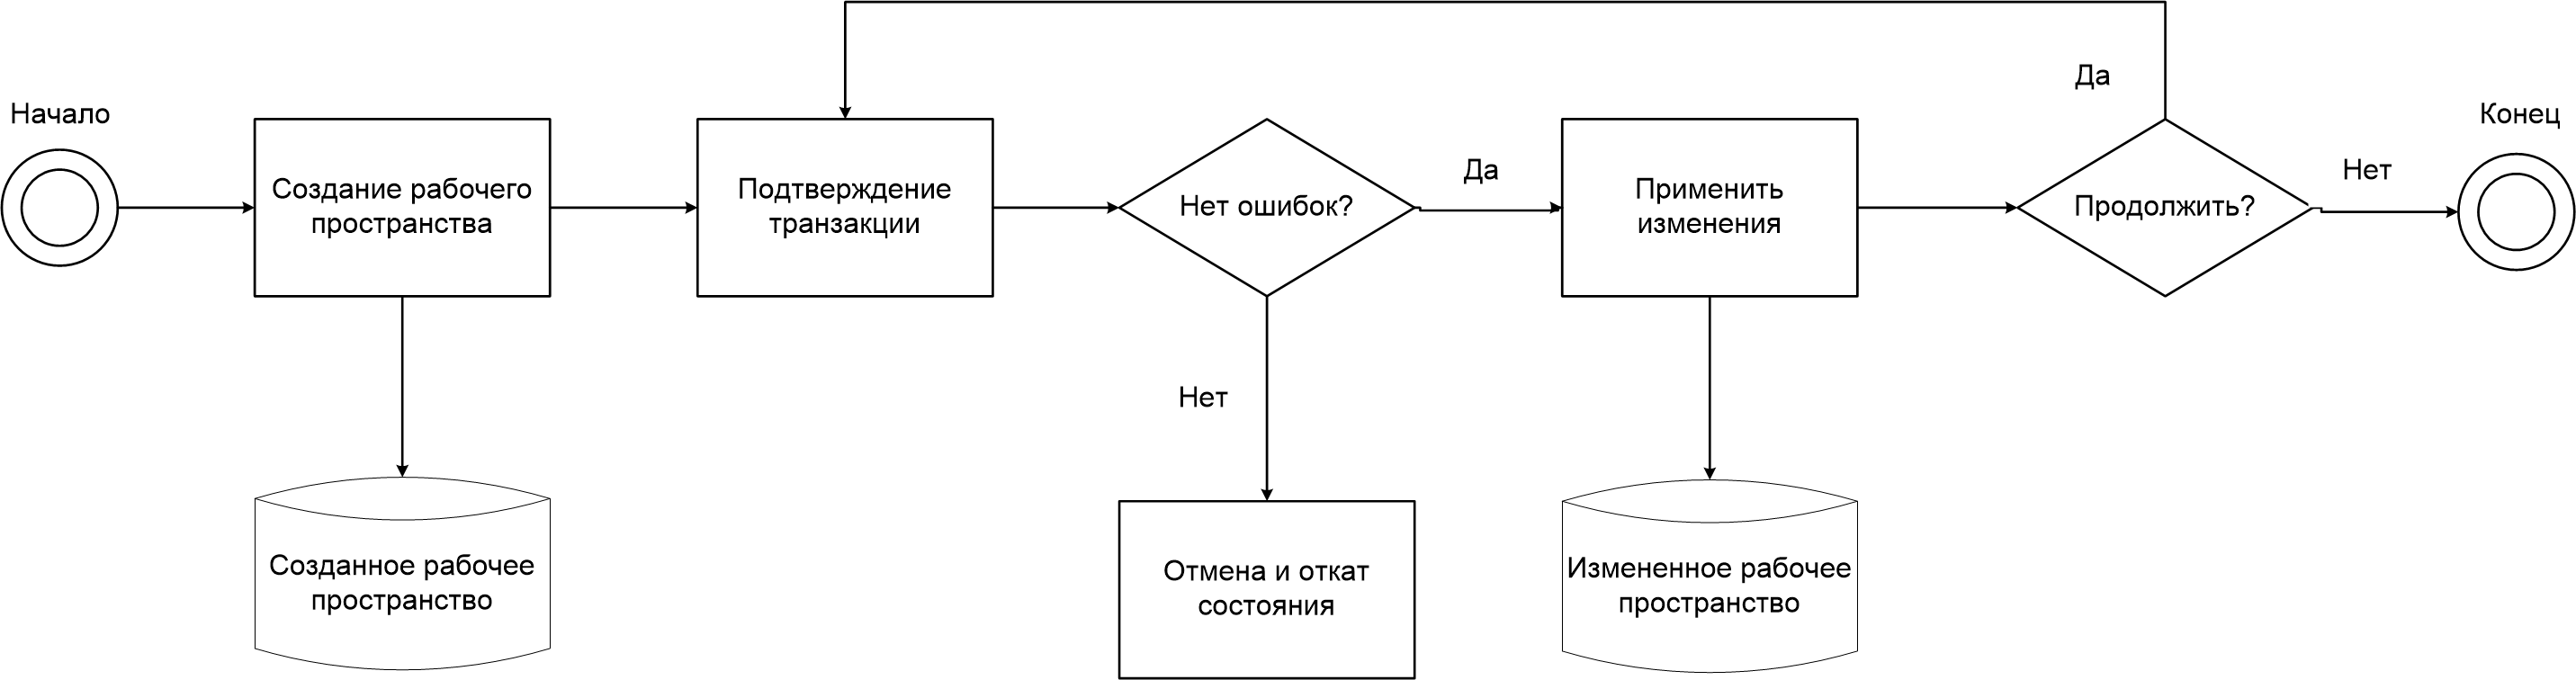 Начало
Создание рабочего
пространства
Подтверждение
транзакции
Нет ошибок?
Да
Применить
изменения
Продолжить?
Да
Нет
Конец
Нет
Созданное рабочее
пространство
Отмена и откат
состояния
Измененное рабочее
пространство